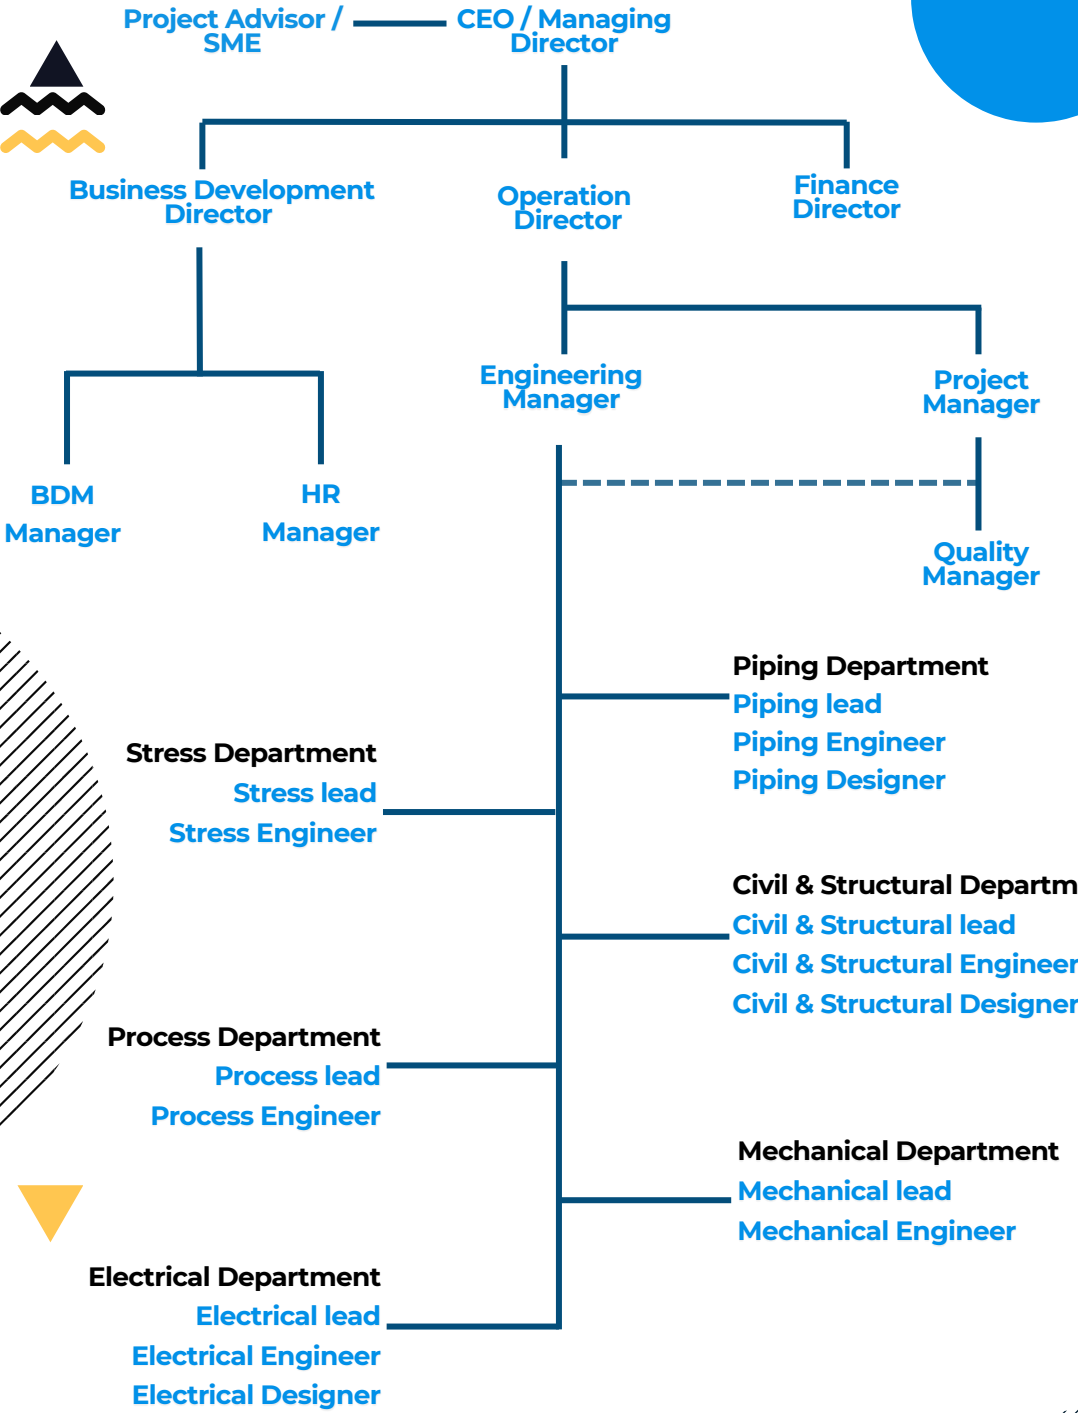 Project Advisor /
SME
CEO / Managing
Director
Business Development
Director
Operation
Director
Finance
Director
Engineering
Manager
Project
Manager
BDM
Manager
HR
Manager
Quality
Manager
Piping Department
Piping lead
Piping Engineer
Piping Designer
Stress Department
Stress lead
Stress Engineer
Civil & Structural Departm
Civil & Structural lead
Civil & Structural Engineer
Civil & Structural Designer
Process Department
Process lead
Process Engineer
Mechanical Department
Mechanical lead
Mechanical Engineer
Electrical Department
Electrical lead
Electrical Engineer
Electrical Designer